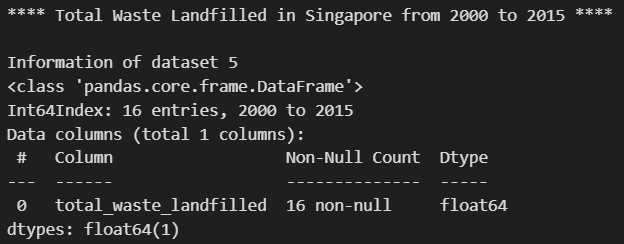 **** Total Waste Landfilled in Singapore from 2000 to 2015 ****
Information of dataset 5
<class 'pandas.core.frame.DataFrame'>
Int64Index: 16 entries, 2000 to 2015
Data columns (total 1 columns):
 #   Column                 Non-Null Count  Dtype
---  ------                 --------------  -----
 0   total_waste_landfilled  16 non-null     float64
dtypes: float64(1)